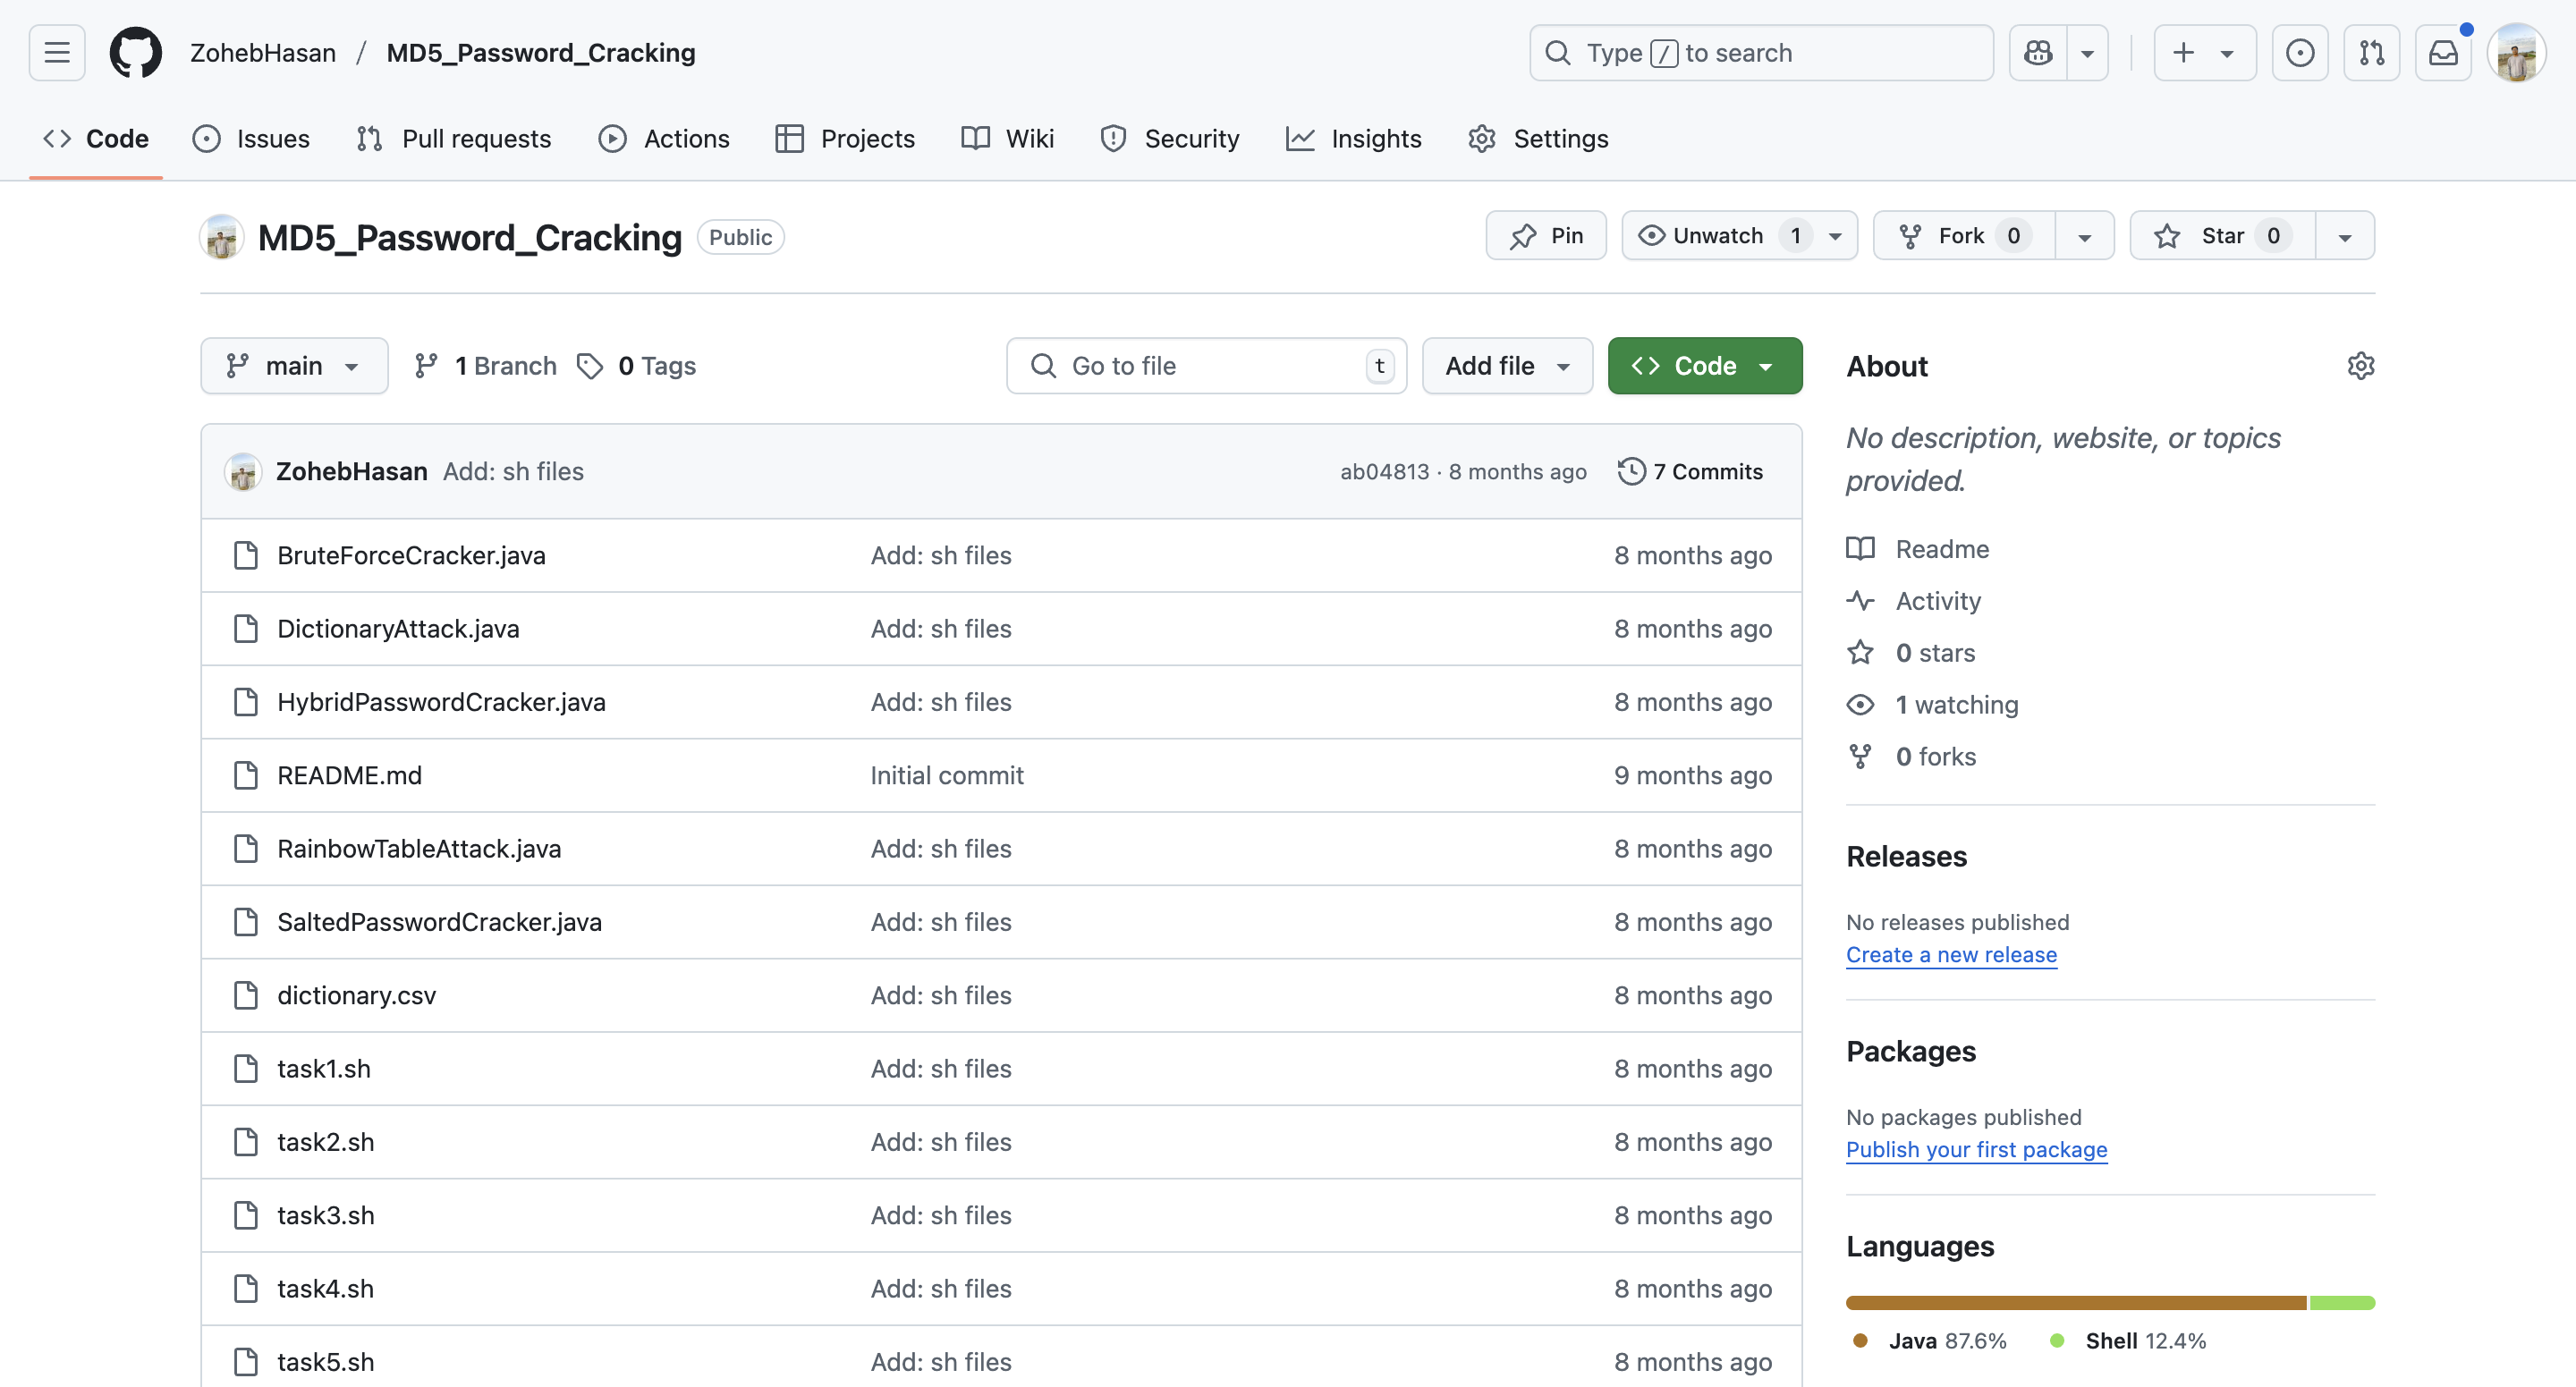 ZohebHasan / MD5_Password_Cracking
Type / to search
Code Issues Pull requests Actions Projects Wiki Security Insights Settings
MD5_Password_Cracking Public
Pin Unwatch 1 Fork 0 Star 0
main 1 Branch 0 Tags Go to file t Add file Code
ZohebHasan Add: sh files ab04813 · 8 months ago 7 Commits
BruteForceCracker.java Add: sh files 8 months ago
DictionaryAttack.java Add: sh files 8 months ago
HybridPasswordCracker.java Add: sh files 8 months ago
README.md Initial commit 9 months ago
RainbowTableAttack.java Add: sh files 8 months ago
SaltedPasswordCracker.java Add: sh files 8 months ago
dictionary.csv Add: sh files 8 months ago
task1.sh Add: sh files 8 months ago
task2.sh Add: sh files 8 months ago
task3.sh Add: sh files 8 months ago
task4.sh Add: sh files 8 months ago
task5.sh Add: sh files 8 months ago
About
No description, website, or topics
provided.
Readme
Activity
0 stars
1 watching
0 forks
Releases
No releases published
Create a new release
Packages
No packages published
Publish your first package
Languages
Java 87.6% Shell 12.4%